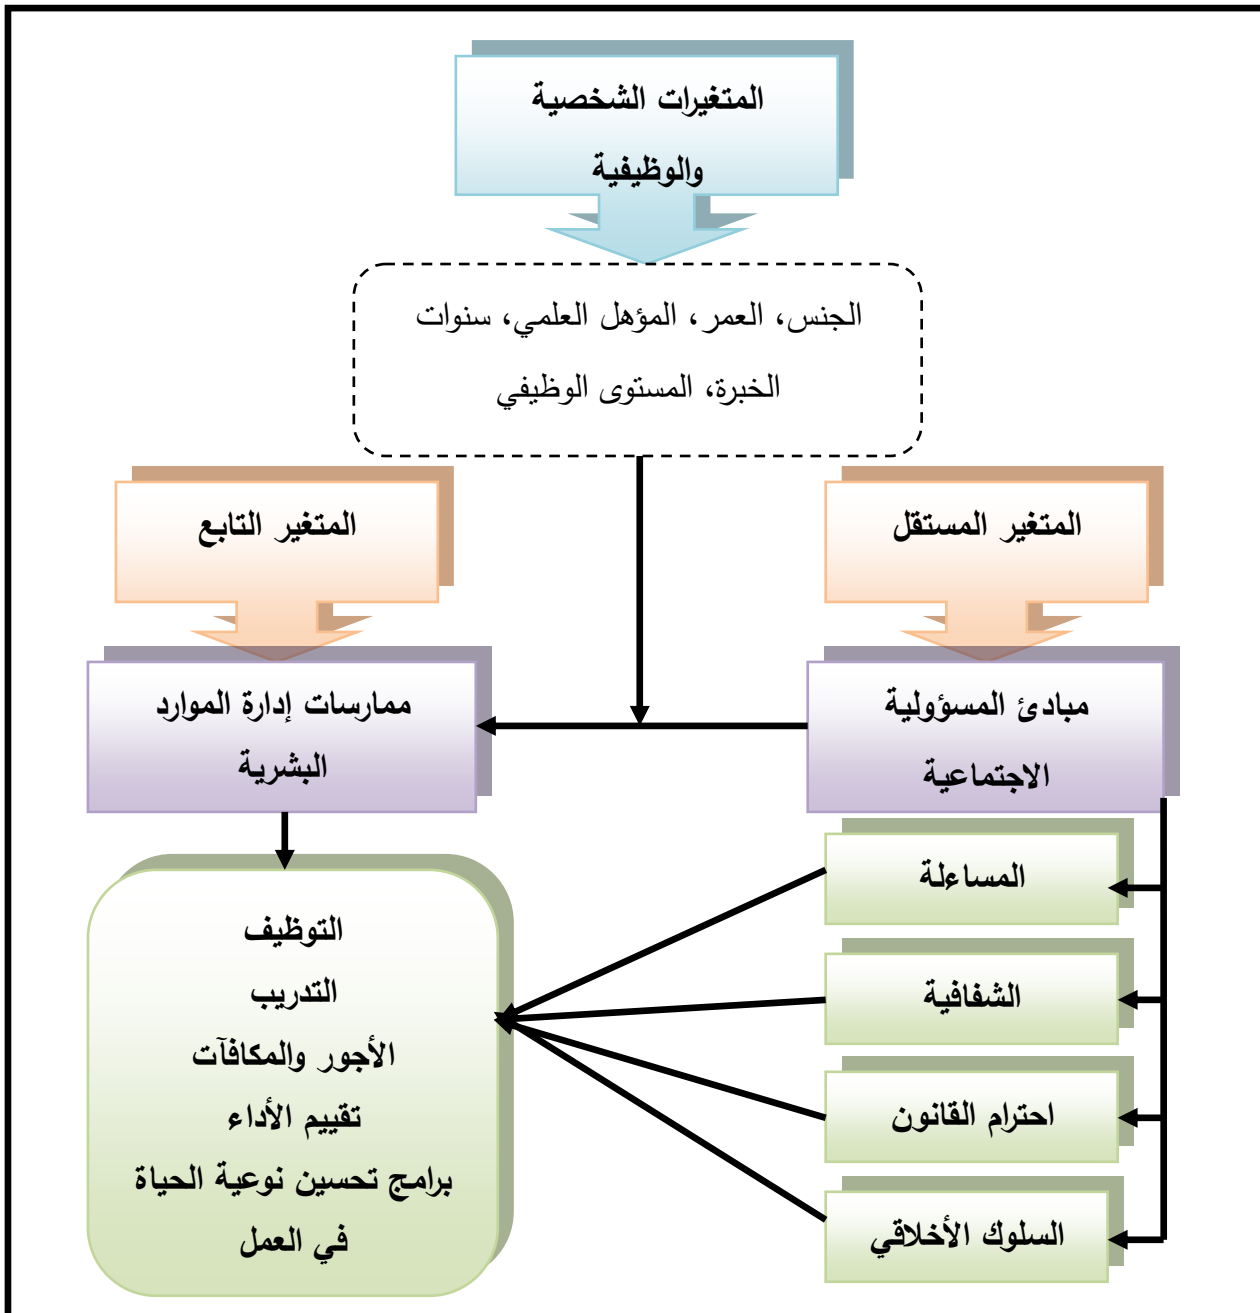 المتغيرات الشخصية
والوظيفية
الجنس، العمر، المؤهل العلمي، سنوات
الخبرة، المستوى الوظيفي
المتغير المستقل
المتغير التابع
مبادئ المسؤولية
الاجتماعية
ممارسات إدارة الموارد
البشرية
المساءلة
الشفافية
احترام القانون
السلوك الأخلاقي
التوظيف
التدريب
الأجور والمكافآت
تقييم الأداء
برامج تحسين نوعية الحياة
في العمل